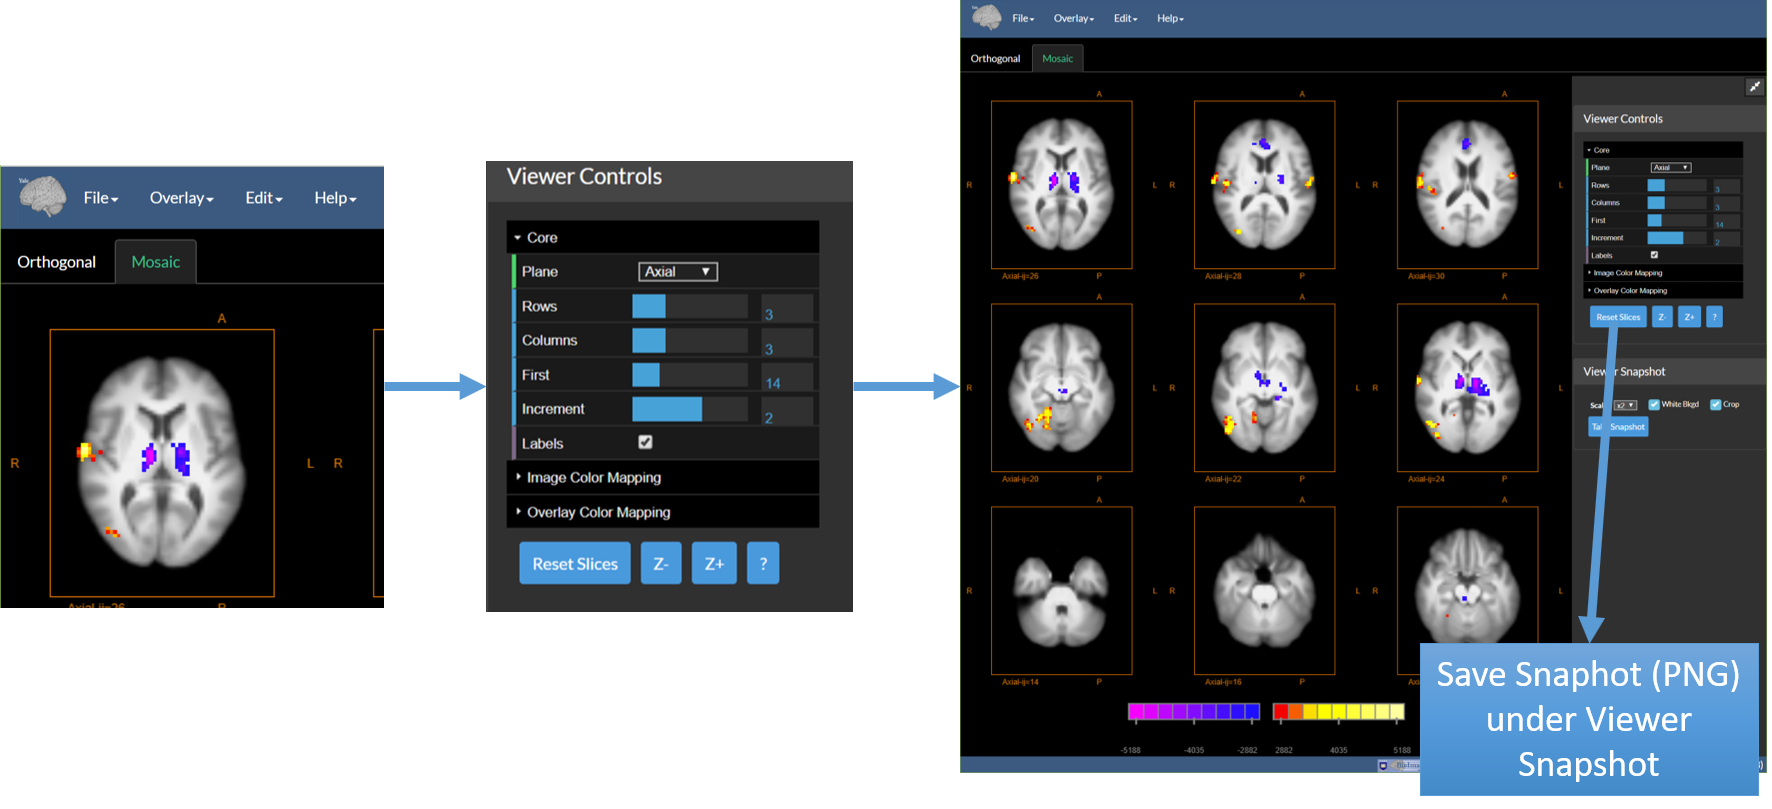 Yale
File
Overlay
Edit
Help
Orthogonal
Mosaic
A
R
L
R
Axial-ij=26
P
Viewer Controls
Core
Plane
Axial
Rows
3
Columns
3
First
14
Increment
2
Labels
Image Color Mapping
Overlay Color Mapping
Reset Slices
Z-
Z+
?
File
Overlay
Edit
Help
Orthogonal
Mosaic
A
A
A
R
L
R
L
R
L
Axial-ij=26
P
Axial-ij=28
P
Axial-ij=30
P
A
A
A
R
L
R
L
R
L
Axial-ij=20
P
Axial-ij=22
P
Axial-ij=24
P
A
A
A
R
L
R
L
R
L
Axial-ij=14
P
Axial-ij=16
P
-5188
-4035
-2882
2882
4035
5188
Viewer Controls
Core
Plane
Axial
Rows
3
Columns
3
First
14
Increment
2
Labels
Image Color Mapping
Overlay Color Mapping
Reset Slices
Z-
Z+
?
Viewer Snapshot
x2
White Bkgd
Crop
Snapshot
Save Snaphot (PNG)
under Viewer
Snapshot